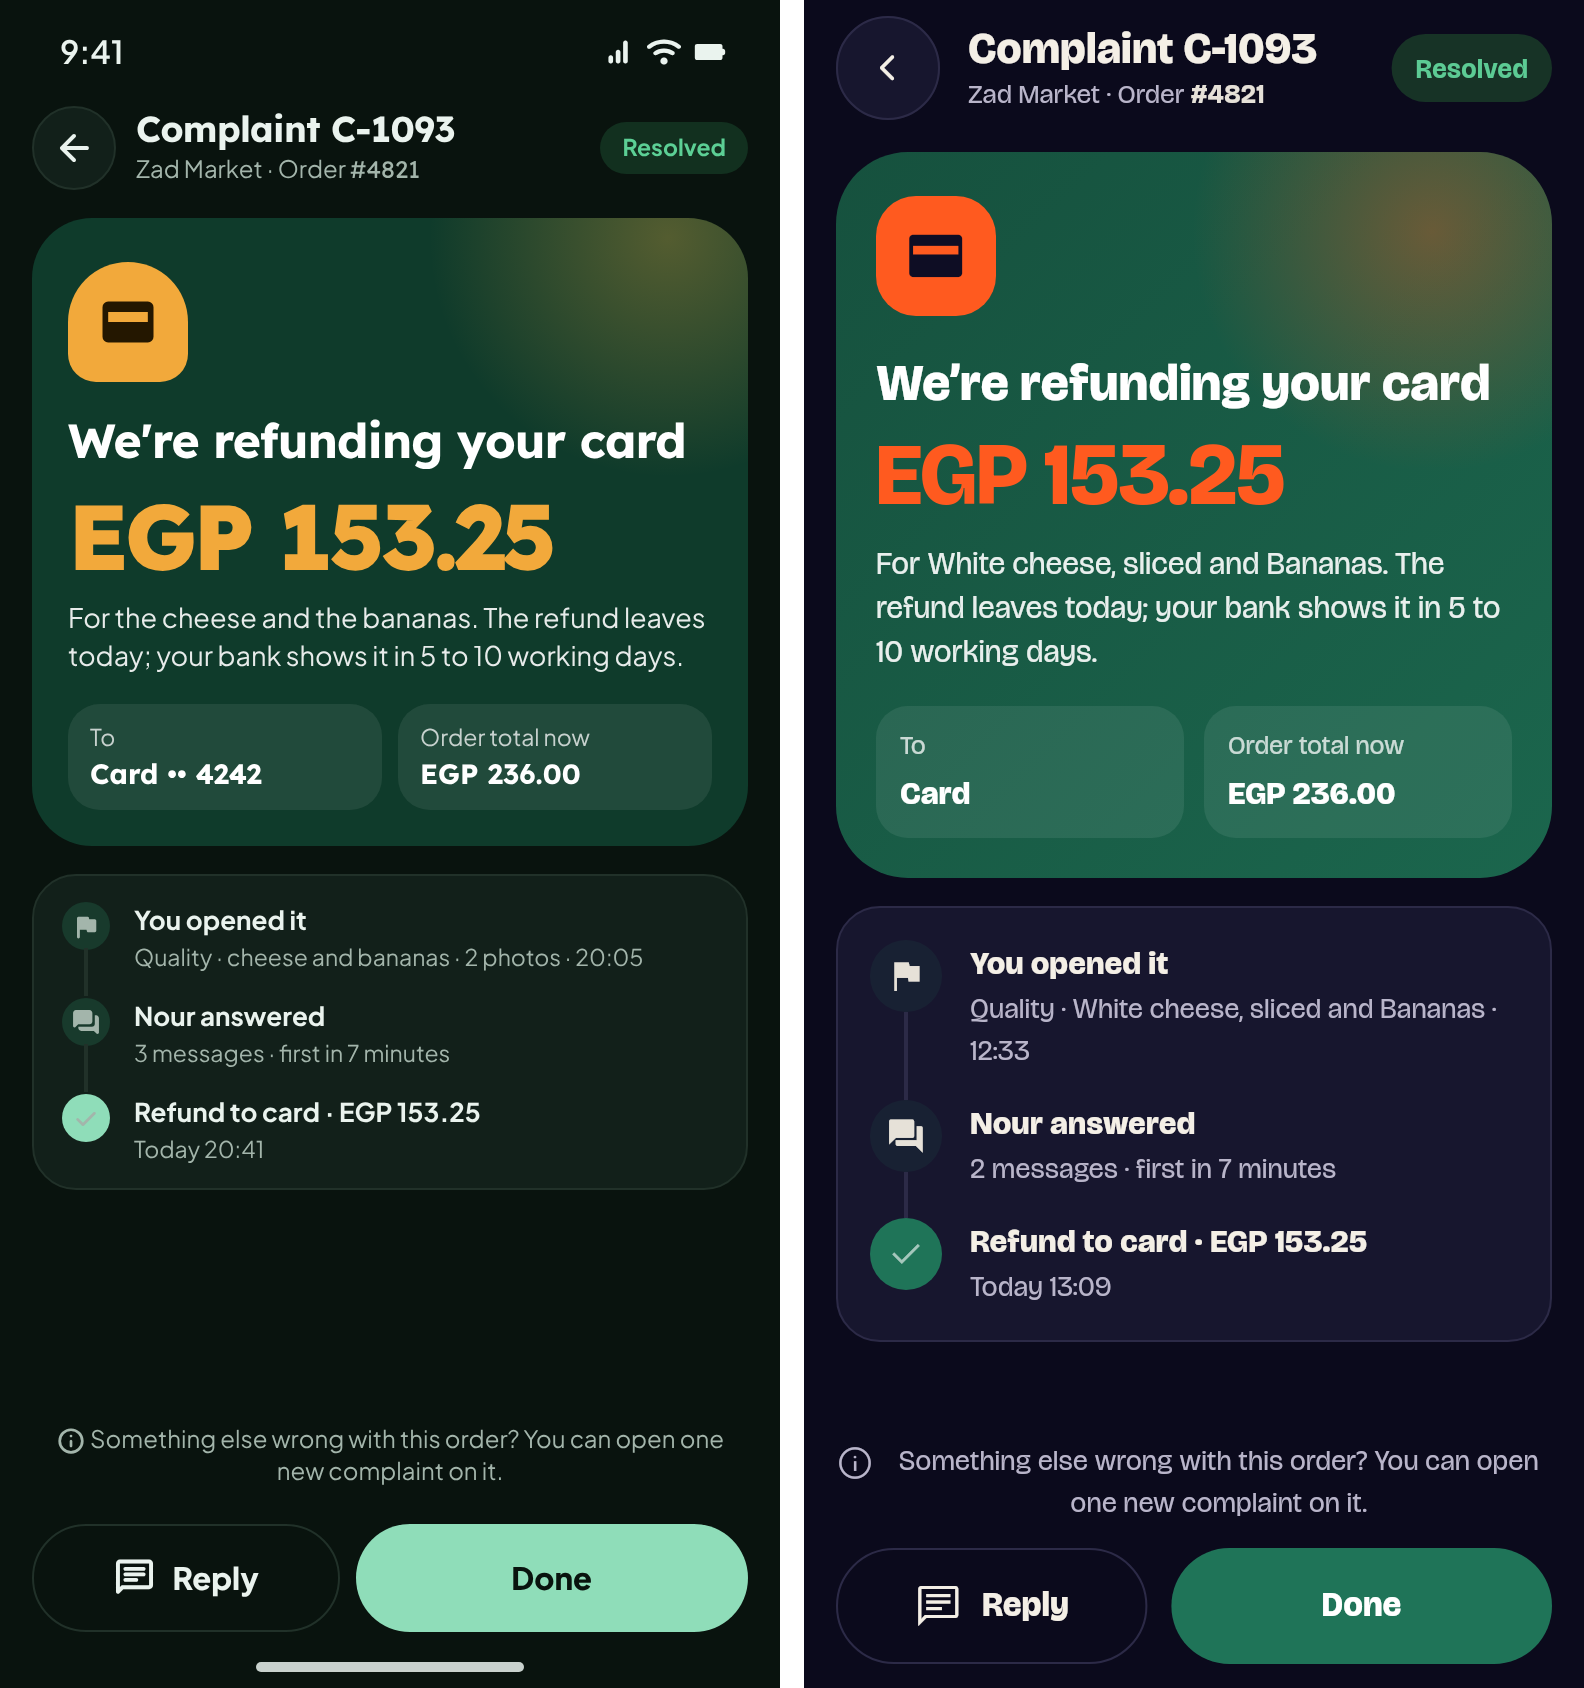 9:41
Complaint C-1093
Zad Market · Order #4821
Resolved
We're refunding your card
EGP 153.25
For the cheese and the bananas. The refund leaves
today; your bank shows it in 5 to 10 working days.
To
Card •• 4242
Order total now
EGP 236.00
You opened it
Quality · cheese and bananas · 2 photos · 20:05
Nour answered
3 messages · first in 7 minutes
Refund to card · EGP 153.25
Today 20:41
Something else wrong with this order? You can open one
new complaint on it.
Reply
Done
Complaint C-1093
Zad Market · Order #4821
Resolved
We're refunding your card
EGP 153.25
For White cheese, sliced and Bananas. The
refund leaves today; your bank shows it in 5 to
10 working days.
To
Card
Order total now
EGP 236.00
You opened it
Quality · White cheese, sliced and Bananas ·
12:33
Nour answered
2 messages · first in 7 minutes
Refund to card · EGP 153.25
Today 13:09
Something else wrong with this order? You can open
one new complaint on it.
Reply
Done